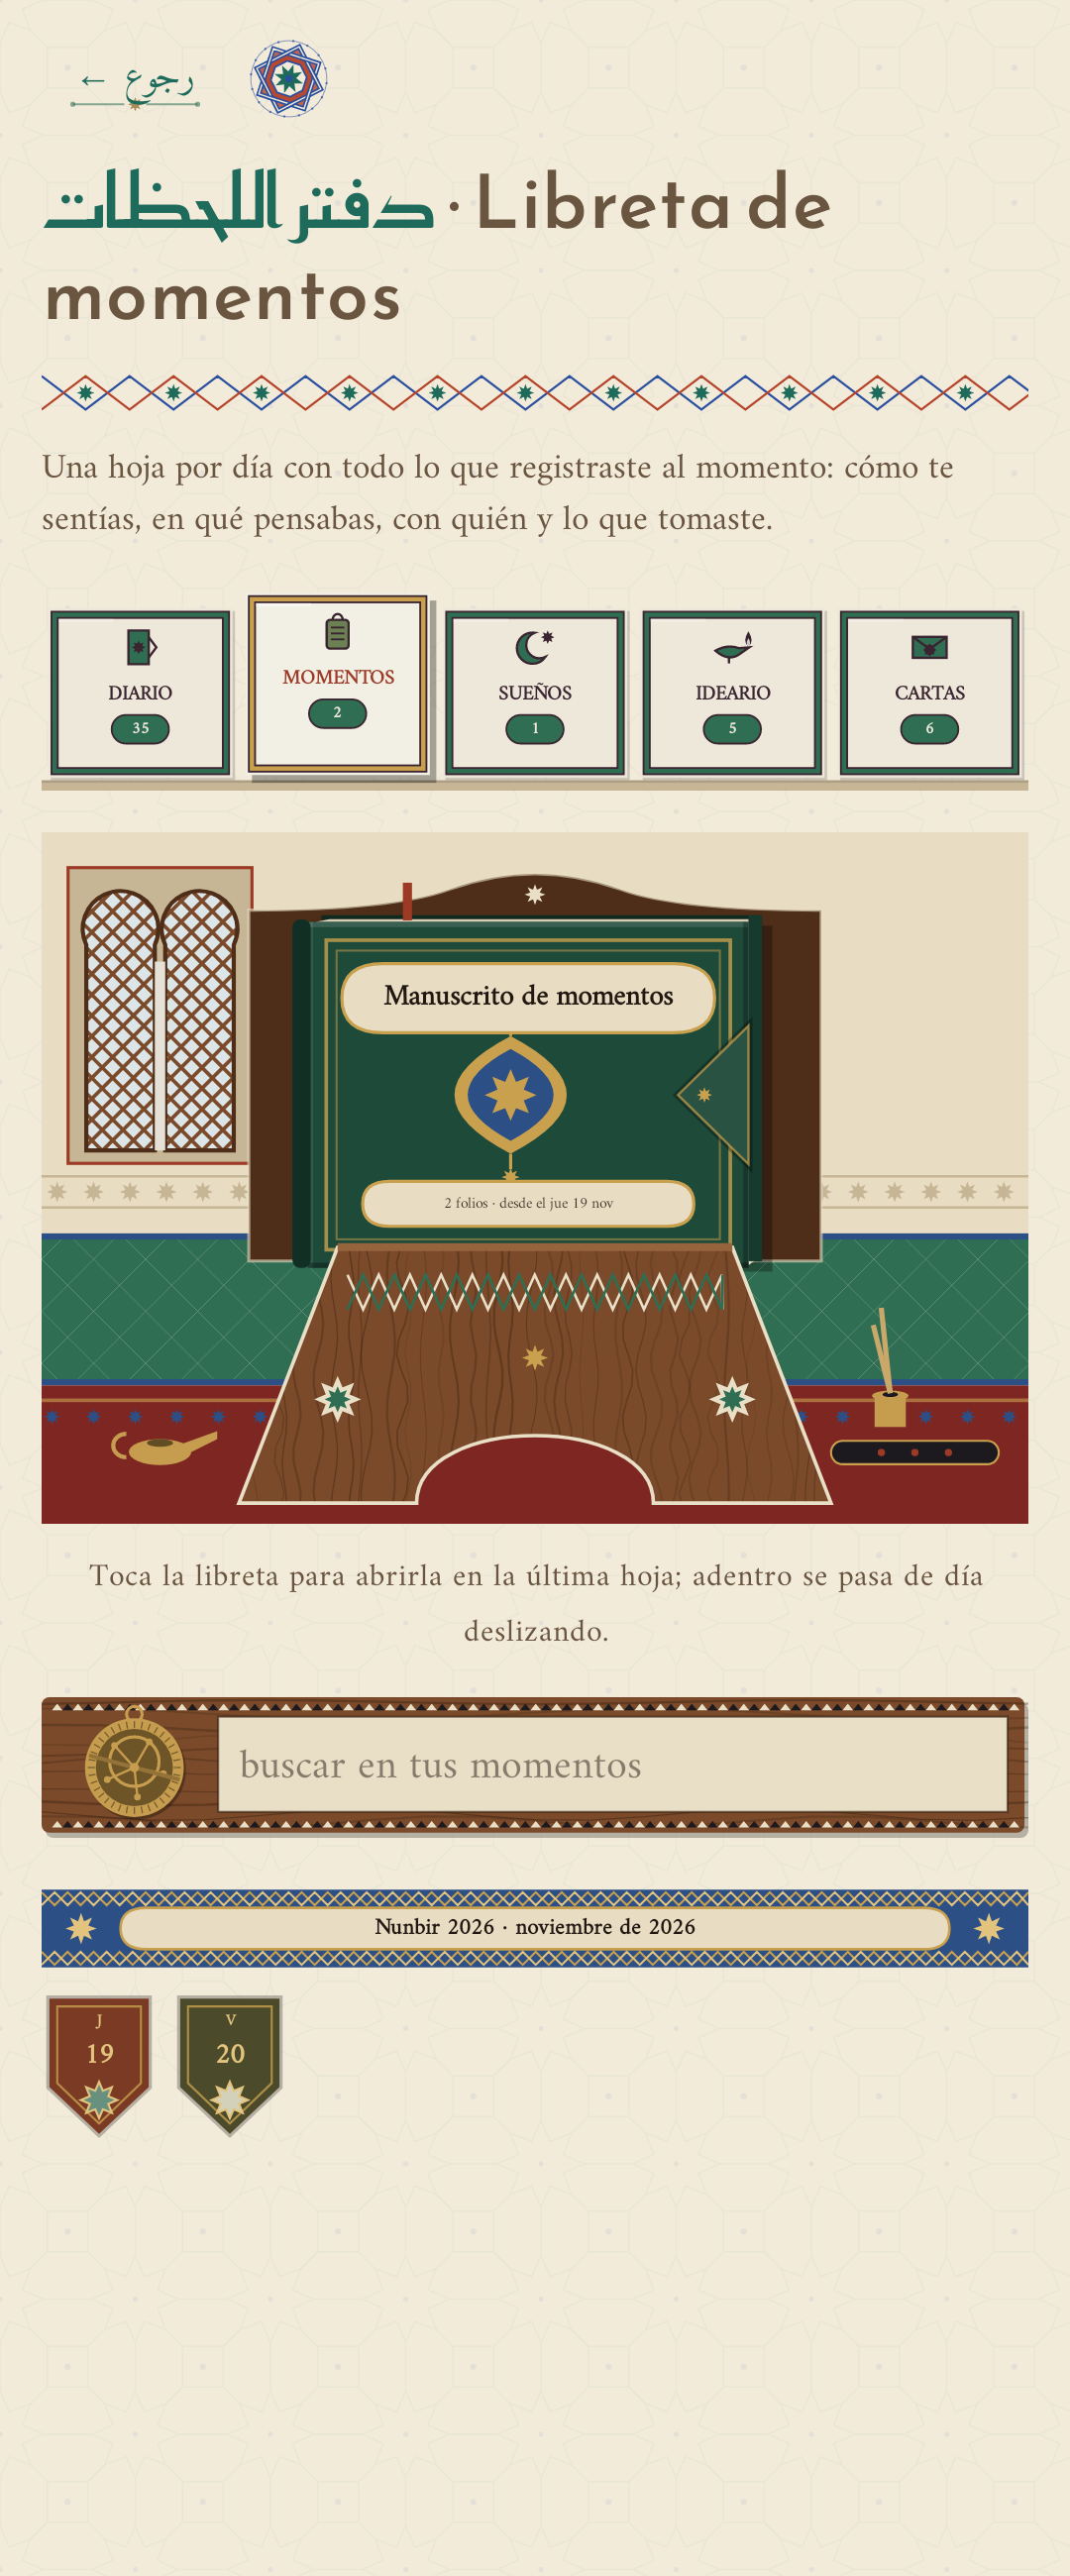 ← رجوع
دفتر اللحظات · Libreta de
momentos
Una hoja por día con todo lo que registraste al momento: cómo te
sentías, en qué pensabas, con quién y lo que tomaste.
DIARIO
35
MOMENTOS
2
SUEÑOS
1
IDEARIO
5
CARTAS
6
Manuscrito de momentos
2 folios · desde el jue 19 nov
Toca la libreta para abrirla en la última hoja; adentro se pasa de día
deslizando.
buscar en tus momentos
Nunbir 2026 · noviembre de 2026
J
19
V
20